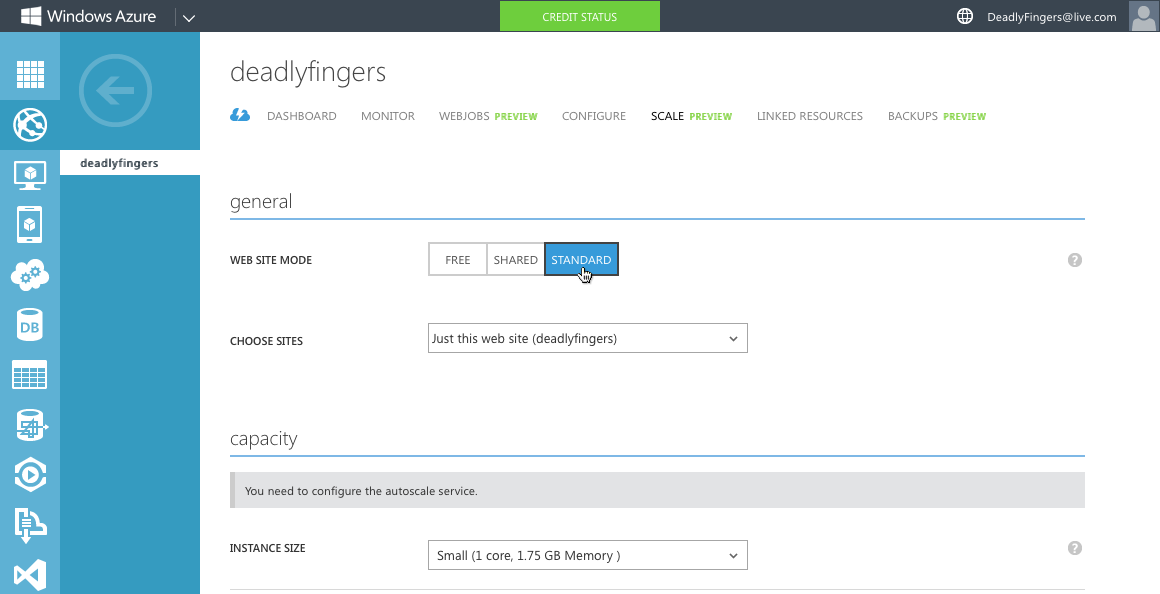 Windows Azure
CREDIT STATUS
DeadlyFingers@live.com
deadlyfingers
DASHBOARD MONITOR WEBJOBS PREVIEW CONFIGURE SCALE PREVIEW LINKED RESOURCES BACKUPS PREVIEW
deadlyfingers
general
WEB SITE MODE FREE SHARED STANDARD ?
CHOOSE SITES Just this web site (deadlyfingers)
DB
capacity
You need to configure the autoscale service.
INSTANCE SIZE Small (1 core, 1.75 GB Memory ) ?